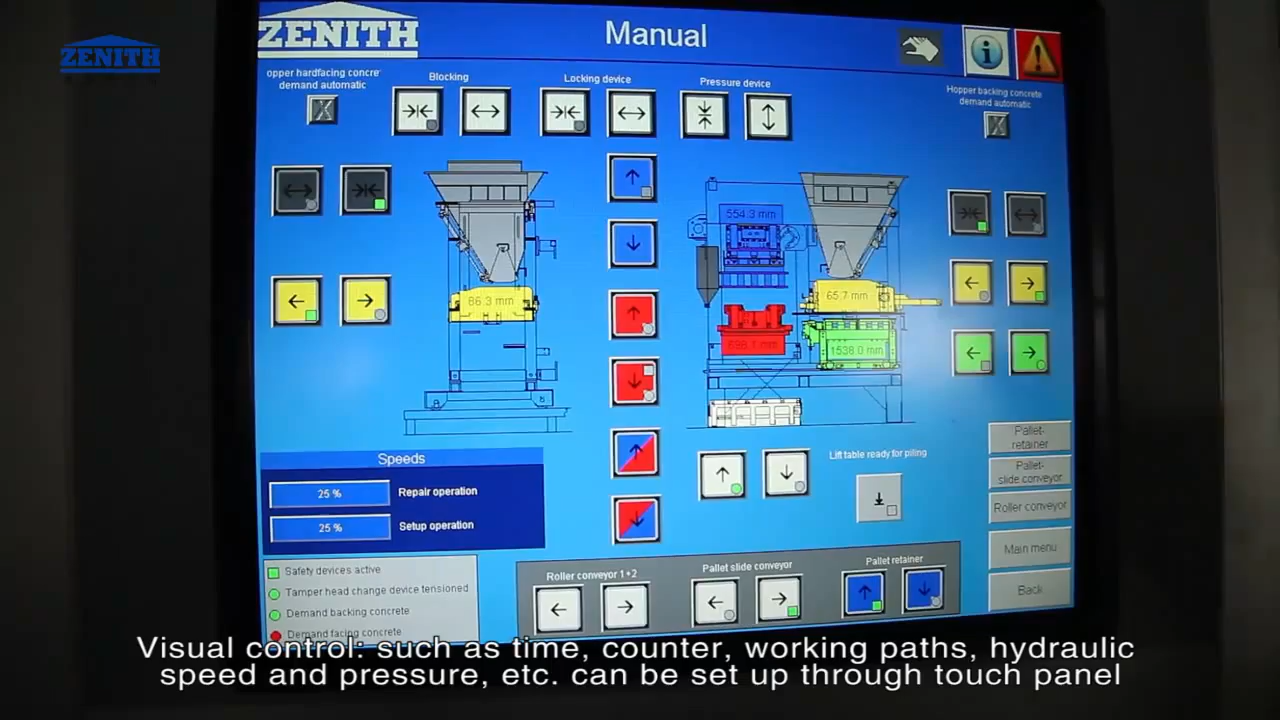 ZENITH
ZENITH
Manual
opper hardfacing concre
demand automatic
Blocking
Locking device
Pressure device
Hopper backing concrete
demand automatic
X
X
554.3 mm
86.3 mm
65.7 mm
1538.0 mm
Speeds
25 %
Repair operation
25 %
Setup operation
Lift table ready for piling
Pallet-
retainer
Pallet-
slide conveyor
Roller conveyor
Main menu
Back
Safety devices active
Tamper head change device tensioned
Demand backing concrete
Demand facing concrete
Roller conveyor 1+2
Pallet slide conveyor
Pallet retainer
Visual control: such as time, counter, working paths, hydraulic
speed and pressure, etc. can be set up through touch panel